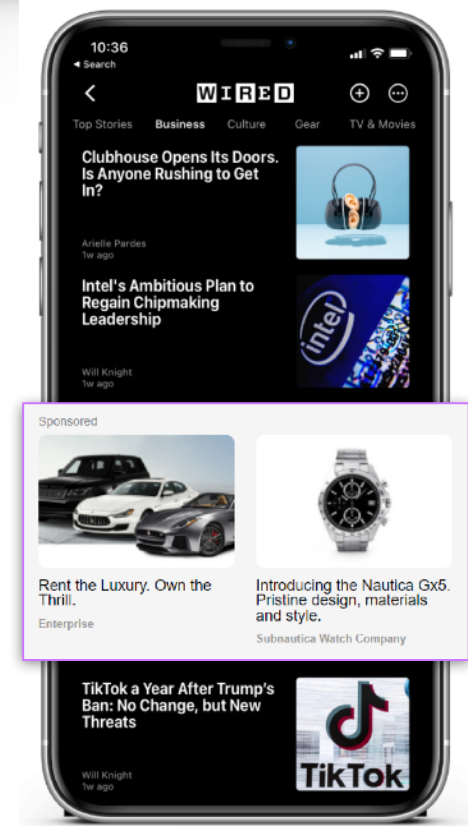 10:36
Search
WIRED
Top Stories Business Culture Gear TV & Movies
Clubhouse Opens Its Doors.
Is Anyone Rushing to Get
In?
Arielle Pardes
1w ago
Intel's Ambitious Plan to
Regain Chipmaking
Leadership
Will Knight
1w ago
intel
Sponsored
Rent the Luxury. Own the
Thrill.
Enterprise
Introducing the Nautica Gx5.
Pristine design, materials
and style.
Subnautica Watch Company
TikTok a Year After Trump's
Ban: No Change, but New
Threats
Will Knight
1w ago
TikTok